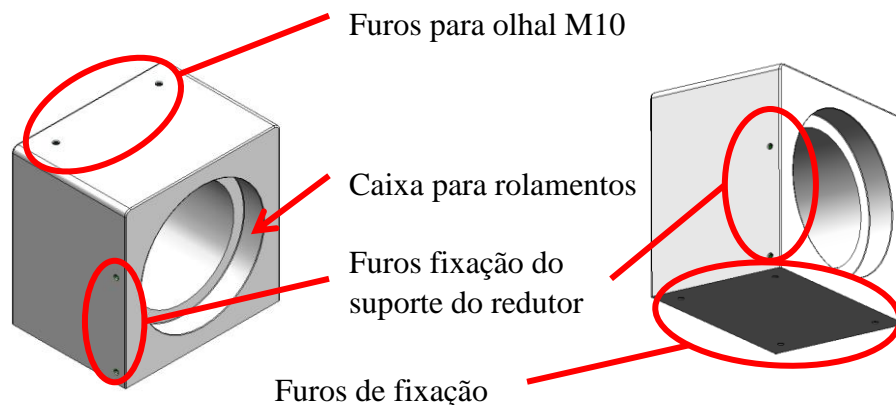 Furos para olhal M10
Caixa para rolamentos
Furos fixação do
suporte do redutor
Furos de fixação